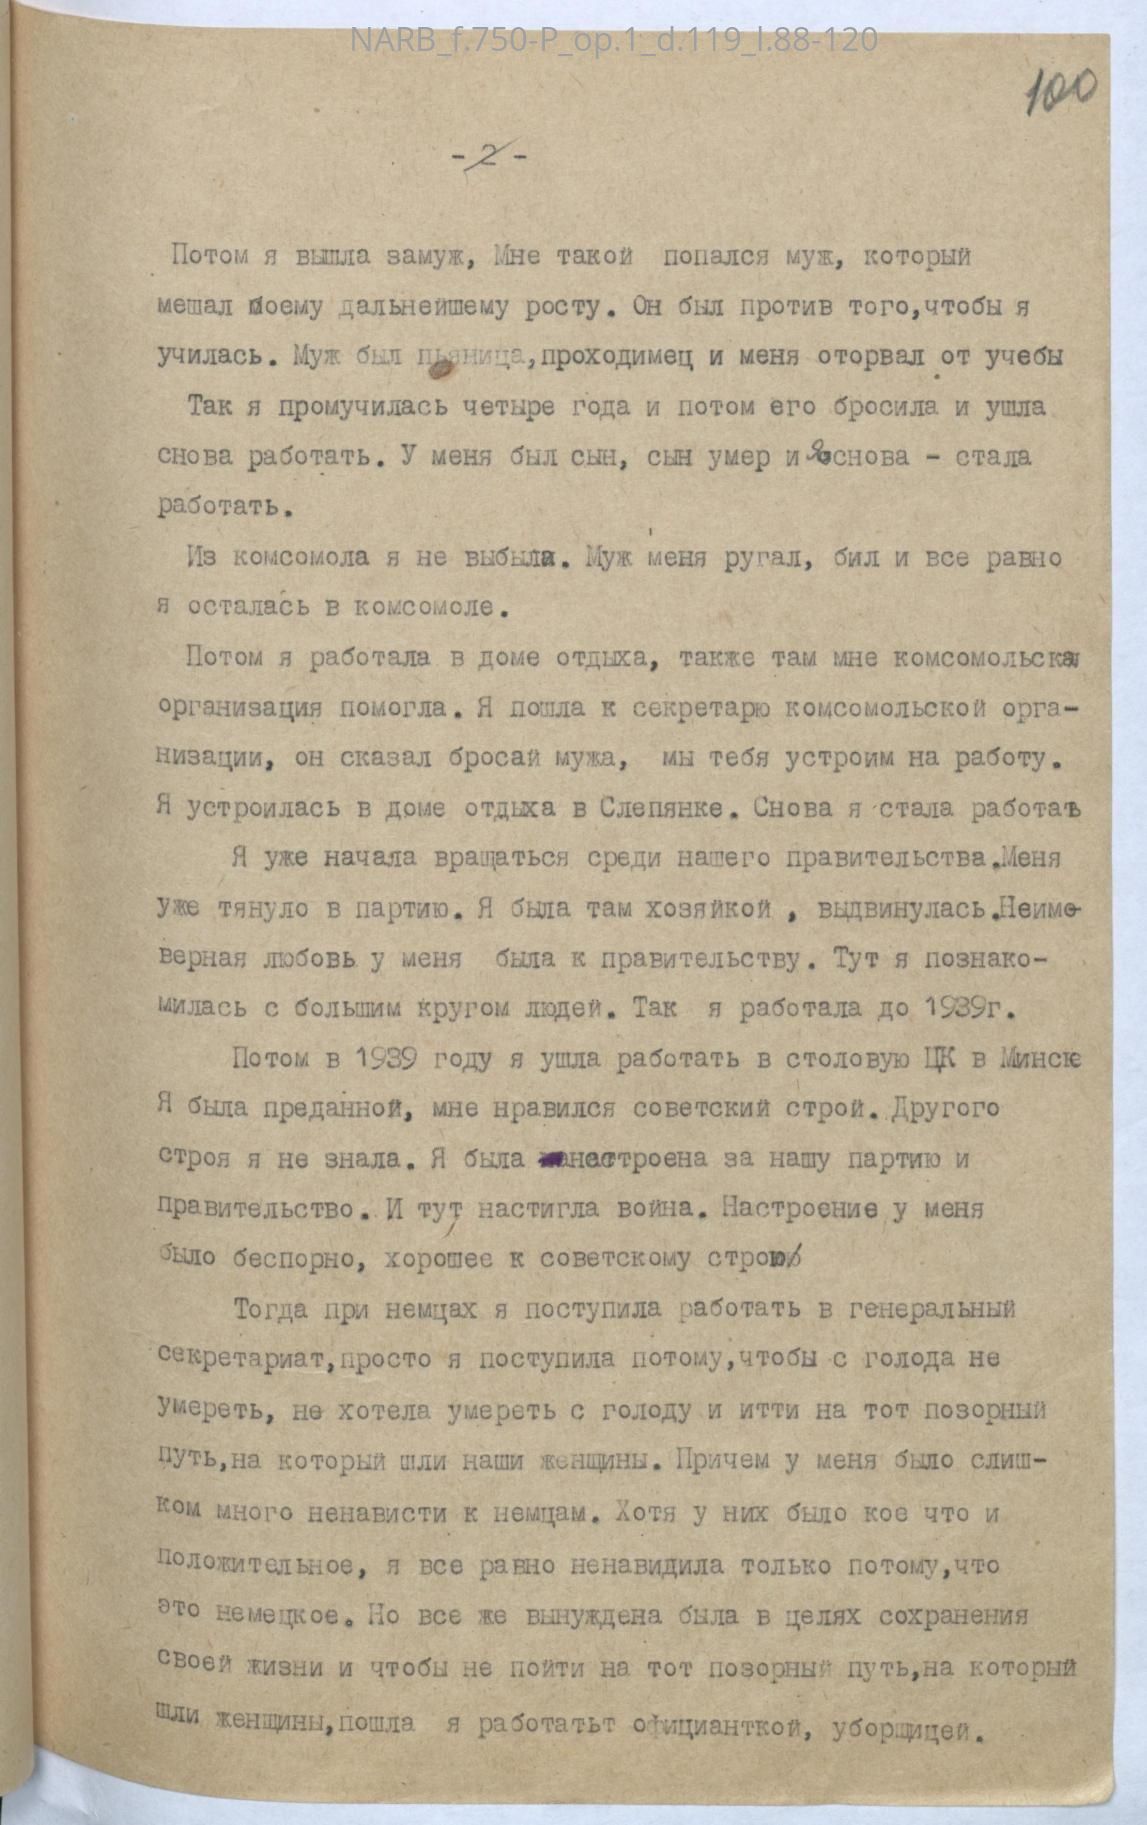 NARB_f.750-P_op.1_d.119_l.88-120
100
-2-
Потом я вышла замуж, Мне такой попался муж, который
мешал моему дальнейшему росту. Он был против того,чтобы я
училась. Муж был пьяница,проходимец и меня оторвал от учебы
Так я промучилась четыре года и потом его бросила и ушла
снова работать. У меня был сын, сын умер и я снова - стала
работать.
Из комсомола я не выбыла. Муж меня ругал, бил и все равно
я осталась в комсомоле.
Потом я работала в доме отдыха, также там мне комсомольская
организация помогла. Я пошла к секретарю комсомольской орга-
низации, он сказал бросай мужа, мы тебя устроим на работу.
Я устроилась в доме отдыха в Слепянке. Снова я стала работать
Я уже начала вращаться среди нашего правительства.Меня
уже тянуло в партию. Я была там хозяйкой , выдвинулась.Неимо-
верная любовь у меня была к правительству. Тут я познако-
милась с большим кругом людей. Так я работала до 1939г.
Потом в 1939 году я ушла работать в столовую ЦК в Минске
Я была преданной, мне нравился советский строй. Другого
строя я не знала. Я была настроена за нашу партию и
правительство. И тут настигла война. Настроение у меня
было беспорно, хорошее к советскому строю
Тогда при немцах я поступила работать в генеральный
секретариат,просто я поступила потому,чтобы с голода не
умереть, не хотела умереть с голоду и итти на тот позорный
путь,на который шли наши женщины. Причем у меня было слиш-
ком много ненависти к немцам. Хотя у них было кое что и
положительное, я все равно ненавидила только потому,что
это немецкое. Но все же вынуждена была в целях сохранения
своей жизни и чтобы не пойти на тот позорный путь,на который
шли женщины,пошла я работатьт официанткой, уборщицей.